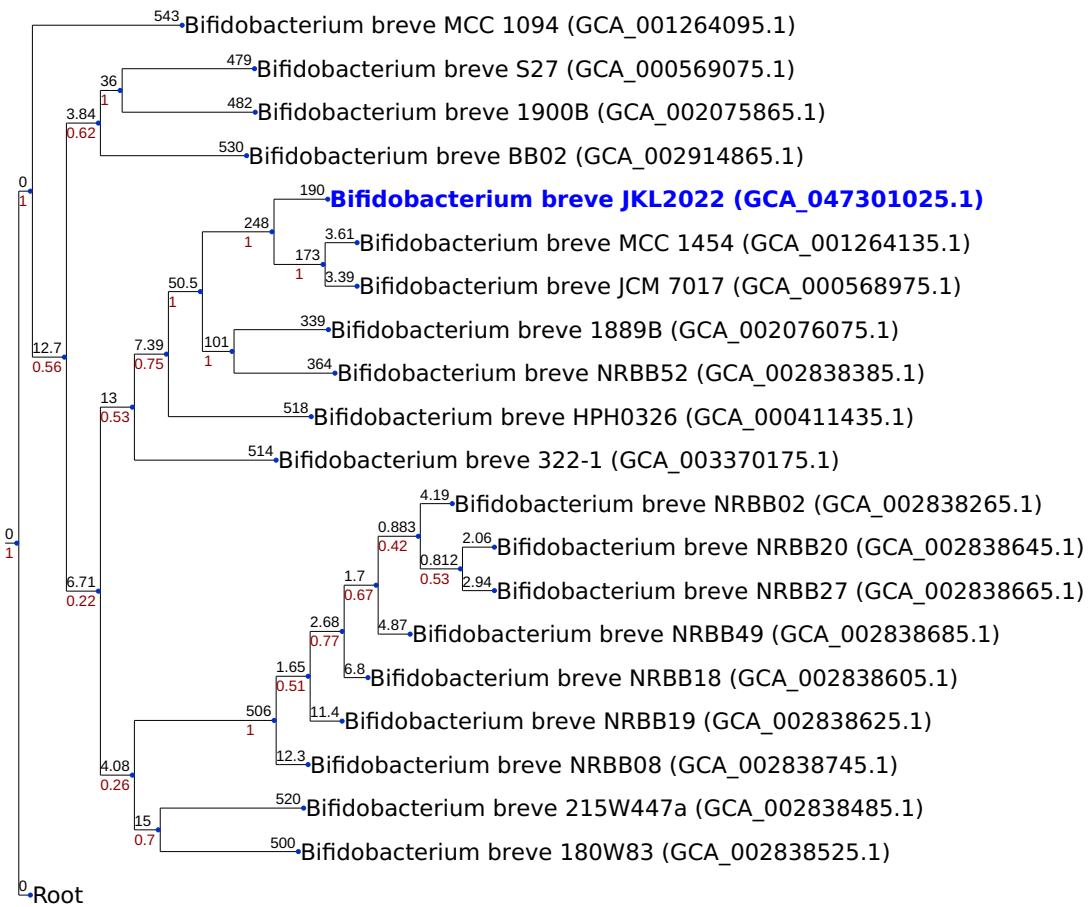 543
Bifidobacterium breve MCC 1094 (GCA_001264095.1)
479
Bifidobacterium breve S27 (GCA_000569075.1)
36
1
482
Bifidobacterium breve 1900B (GCA_002075865.1)
3.84
0.62
530
Bifidobacterium breve BB02 (GCA_002914865.1)
0
1
190
Bifidobacterium breve JKL2022 (GCA_047301025.1)
248
1
3.61
Bifidobacterium breve MCC 1454 (GCA_001264135.1)
173
1
3.39
Bifidobacterium breve JCM 7017 (GCA_000568975.1)
50.5
1
339
Bifidobacterium breve 1889B (GCA_002076075.1)
101
1
12.7
0.56
7.39
0.75
364
Bifidobacterium breve NRBB52 (GCA_002838385.1)
13
0.53
518
Bifidobacterium breve HPH0326 (GCA_000411435.1)
514
Bifidobacterium breve 322-1 (GCA_003370175.1)
4.19
Bifidobacterium breve NRBB02 (GCA_002838265.1)
0.883
0.42
0
1
2.06
Bifidobacterium breve NRBB20 (GCA_002838645.1)
0.812
0.53
2.94
Bifidobacterium breve NRBB27 (GCA_002838665.1)
6.71
0.22
1.7
0.67
4.87
Bifidobacterium breve NRBB49 (GCA_002838685.1)
2.68
0.77
6.8
Bifidobacterium breve NRBB18 (GCA_002838605.1)
1.65
0.51
11.4
Bifidobacterium breve NRBB19 (GCA_002838625.1)
506
1
12.3
Bifidobacterium breve NRBB08 (GCA_002838745.1)
4.08
0.26
520
Bifidobacterium breve 215W447a (GCA_002838485.1)
15
0.7
500
Bifidobacterium breve 180W83 (GCA_002838525.1)
0
Root